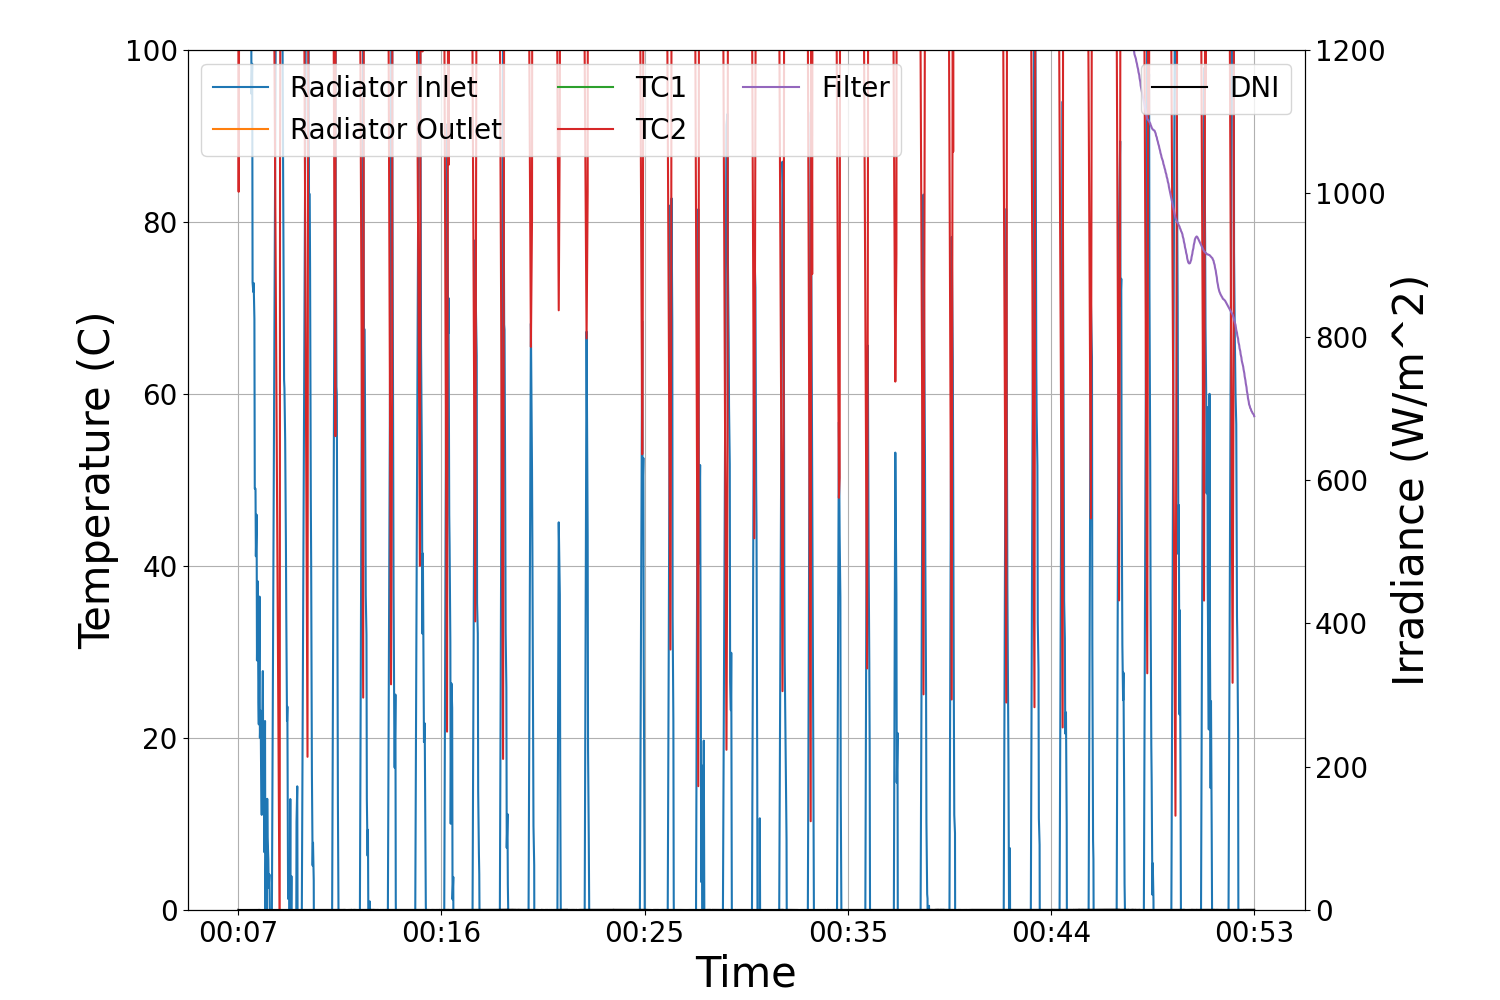 100
80
60
40
20
0
Temperature (C)
Radiator Inlet
Radiator Outlet
TC1
TC2
Filter
DNI
1200
1000
800
600
400
200
0
Irradiance (W/m^2)
00:07
00:16
00:25
00:35
00:44
00:53
Time